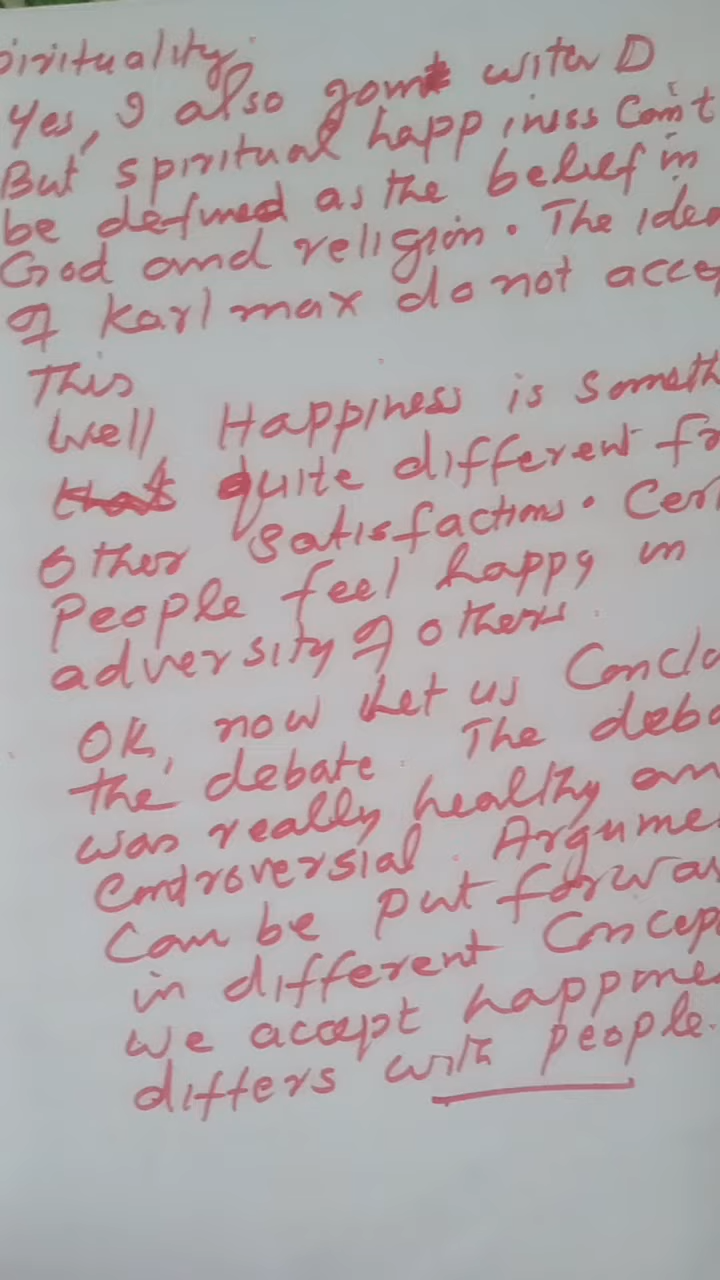 pirituality.
Yes, I also gomt with D
But spiritual happiness Can't
be defined as the belief in
God and religion. The idea
of Karl max do not acce
This
Well Happiness is someth
that quite different fr
other satisfactions. Cer
People feel happy in
adversity of others.
OK, now let us Concl
the debate. The deba
was really healthy an
Controversial. Argume
Can be put forwa
in different Concep
We accept happine
differs with people.